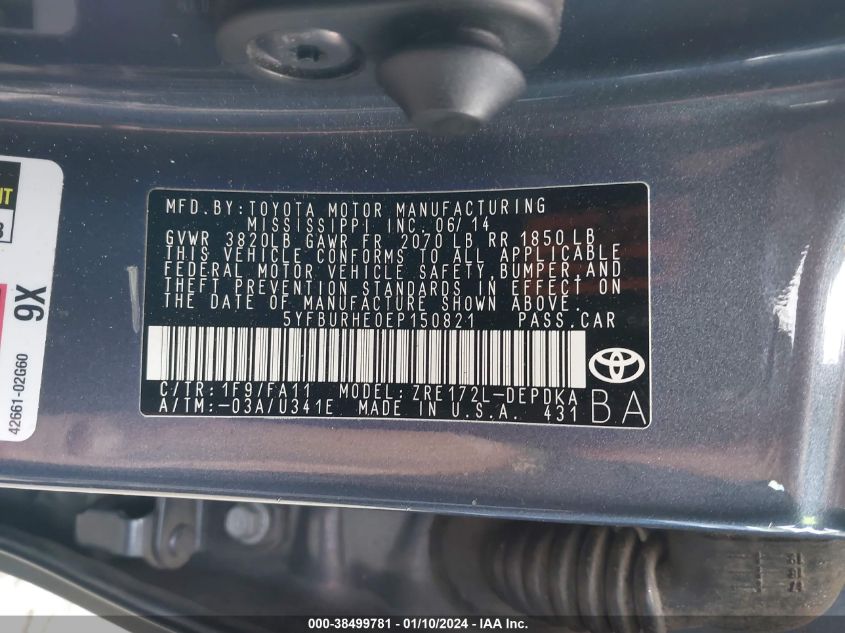 MFD.BY:TOYOTA MOTOR MANUFACTURING
MISSISSIPPI INC. 06/14
GVWR 3820LB GAWR FR 2070 LB RR 1850 LB
THIS VEHICLE CONFORMS TO ALL APPLICABLE
FEDERAL MOTOR VEHICLE SAFETY, BUMPER, AND
THEFT PREVENTION STANDARDS IN EFFECT ON
THE DATE OF MANUFACTURE SHOWN ABOVE.
5YFBURHE0EP150821 PASS.CAR
C/TR:1F9/FA11 MODEL:ZRE172L-DEPDKA
A/TM:-03A/U341E MADE IN U.S.A. 431
BA
9X
42661-02G60
000-38499781 - 01/10/2024 - IAA Inc.